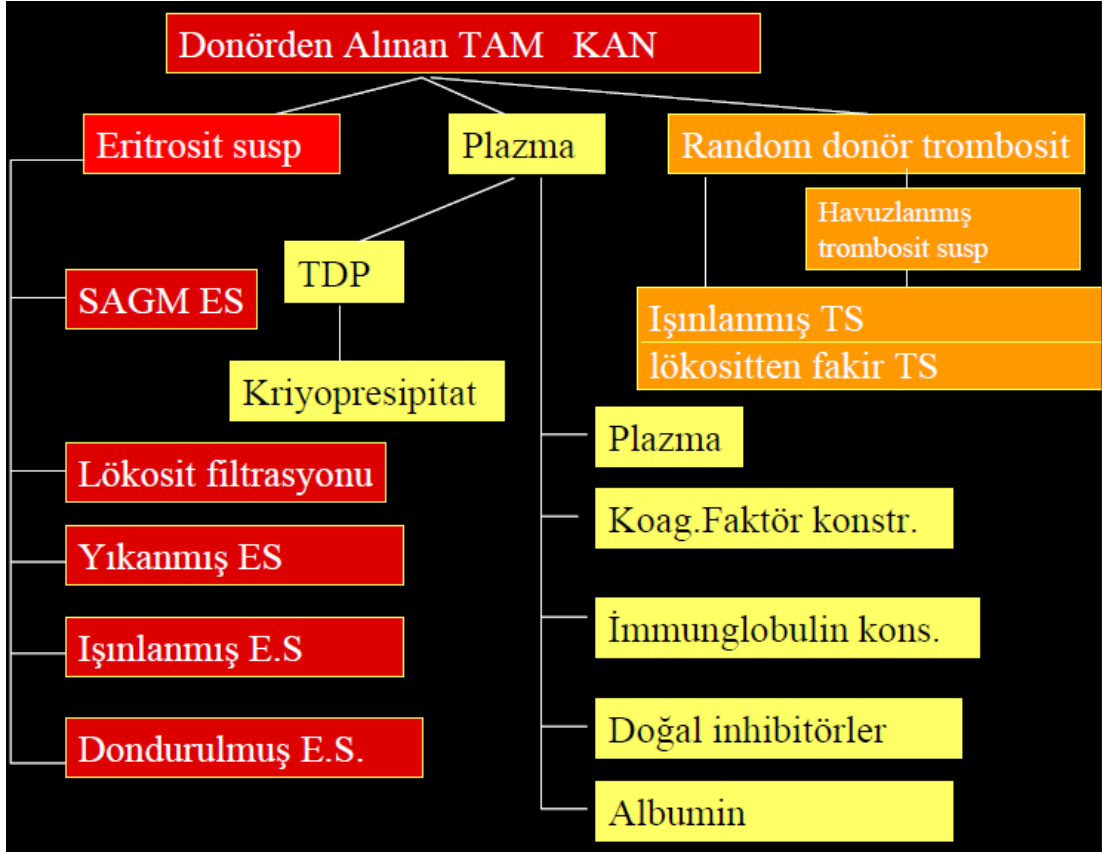 Donörden Alınan TAM KAN
Eritrosit susp
Plazma
Random donör trombosit
Havuzlanmış
trombosit susp
TDP
SAGM ES
Işınlanmış TS
lökositten fakir TS
Kriyopresipitat
Plazma
Lökosit filtrasyonu
Koag.Faktör konstr.
Yıkanmış ES
İmmunglobulin kons.
Işınlanmış E.S
Doğal inhibitörler
Dondurulmuş E.S.
Albumin